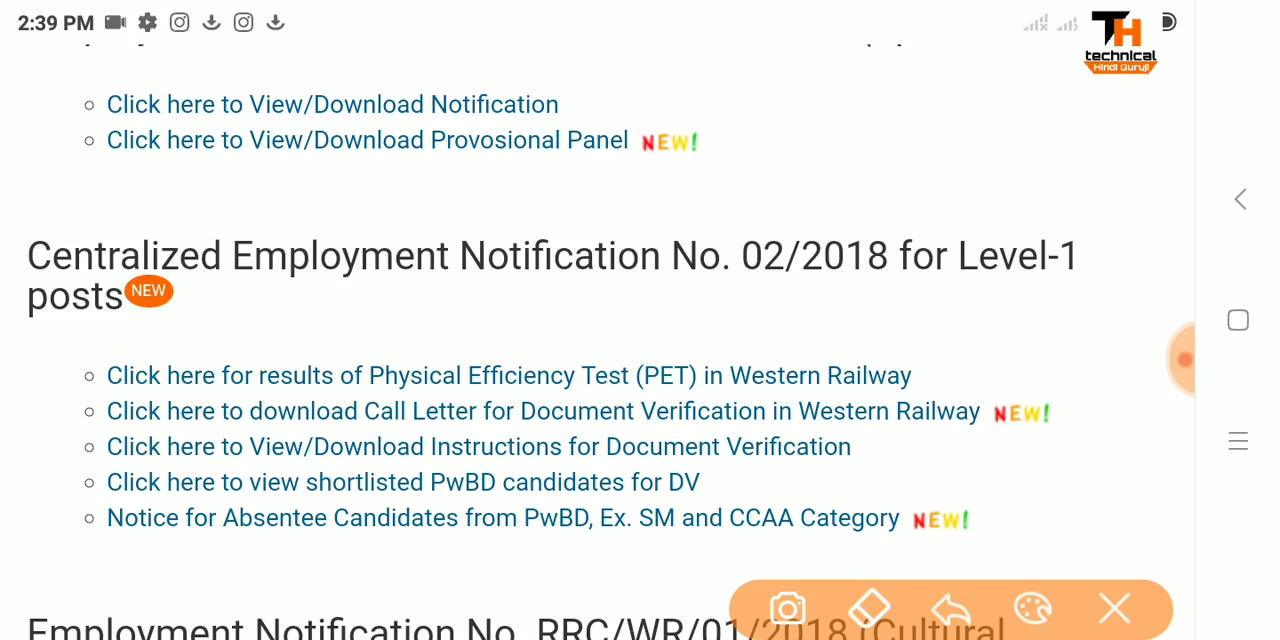 2:39 PM
TH
technical
Hindi Guruji
Click here to View/Download Notification
Click here to View/Download Provosional Panel NEW!
Centralized Employment Notification No. 02/2018 for Level-1
posts NEW
Click here for results of Physical Efficiency Test (PET) in Western Railway
Click here to download Call Letter for Document Verification in Western Railway NEW!
Click here to View/Download Instructions for Document Verification
Click here to view shortlisted PwBD candidates for DV
Notice for Absentee Candidates from PwBD, Ex. SM and CCAA Category NEW!
Employment Notification No. RRC/WR/01/2018 (Cultural